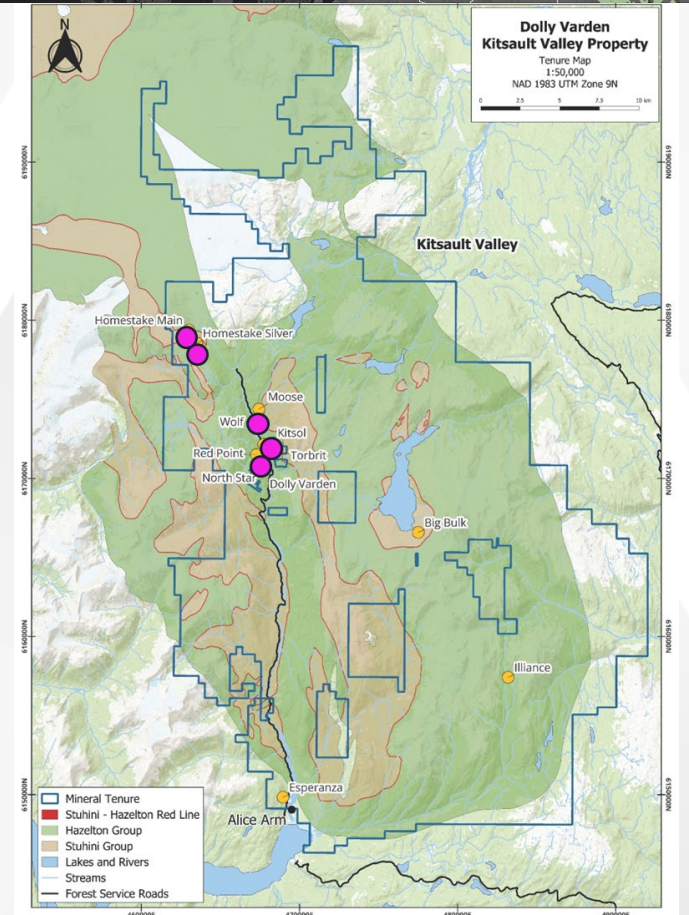 N
Dolly Varden
Kitsault Valley Property
Tenure Map
1:50,000
NAD 1983 UTM Zone 9N
0 2.5 5 7.5 10 km
6190000N
6190000N
Kitsault Valley
6180000N
6180000N
Homestake Main
Homestake Silver
Moose
Wolf
Kitsol
Red Point
Torbrit
6170000N
6170000N
North Star
Dolly Varden
Big Bulk
6160000N
6160000N
Illiance
6150000N
6150000N
Esperanza
Alice Arm
Mineral Tenure
Stuhini - Hazelton Red Line
Hazelton Group
Stuhini Group
Lakes and Rivers
Streams
Forest Service Roads